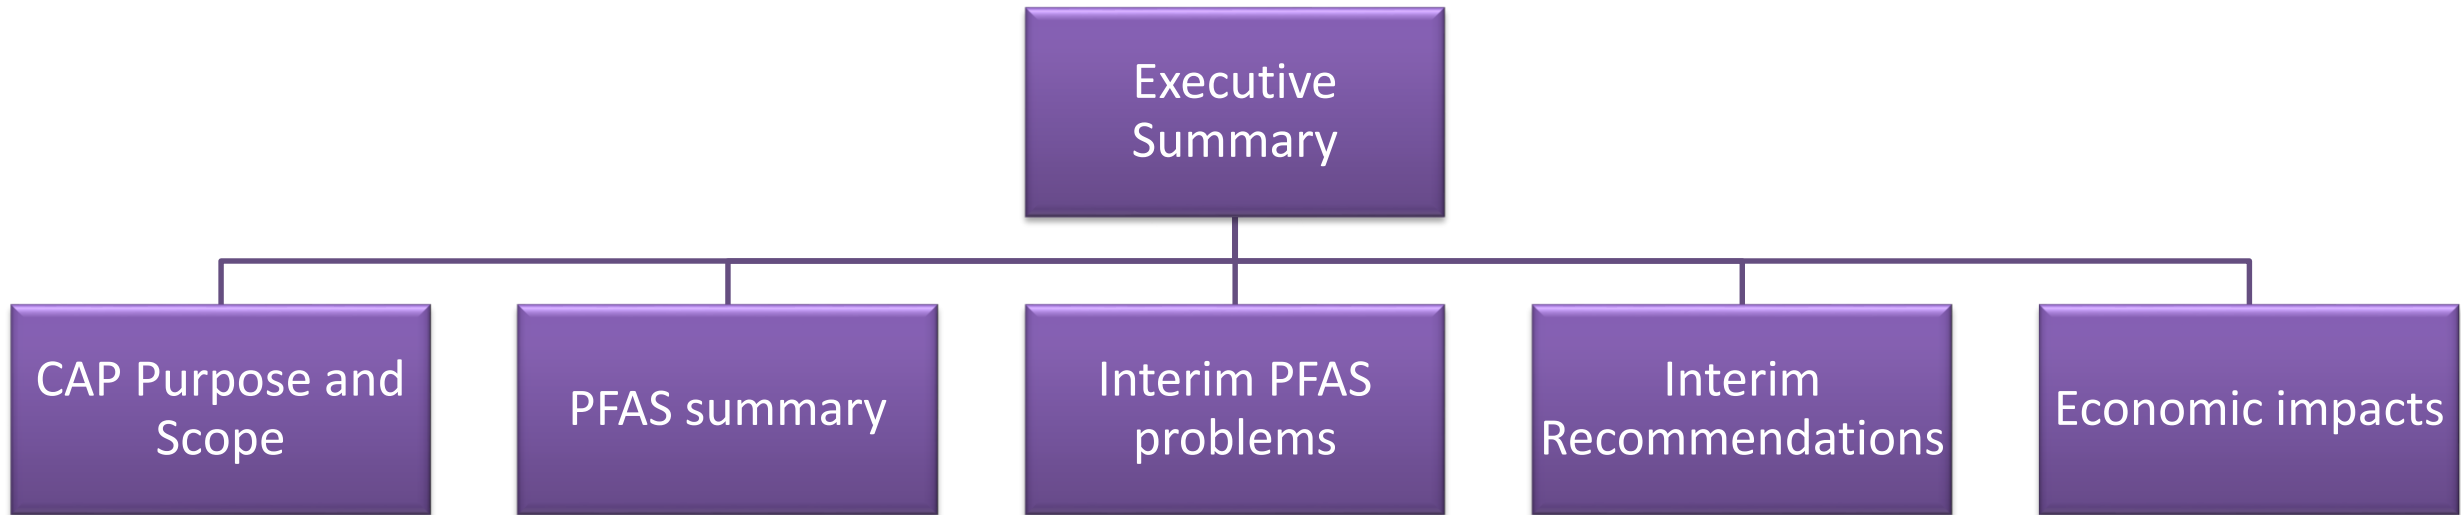 Executive
Summary
CAP Purpose and
Scope
PFAS summary
Interim PFAS
problems
Interim
Recommendations
Economic impacts